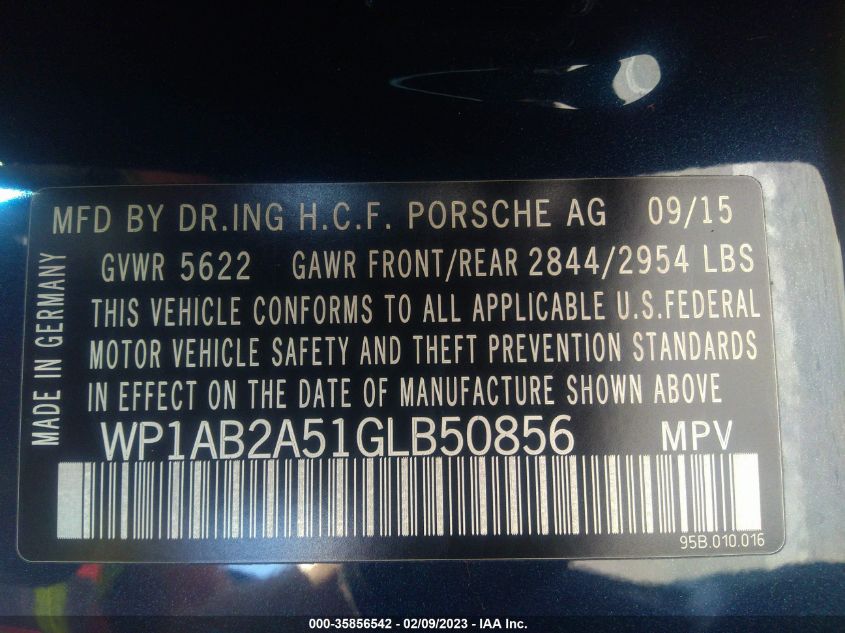 MFD BY DR.ING H.C.F. PORSCHE AG 09/15
GVWR 5622 GAWR FRONT/REAR 2844/2954 LBS
THIS VEHICLE CONFORMS TO ALL APPLICABLE U.S.FEDERAL
MOTOR VEHICLE SAFETY AND THEFT PREVENTION STANDARDS
IN EFFECT ON THE DATE OF MANUFACTURE SHOWN ABOVE
MADE IN GERMANY
WP1AB2A51GLB50856 MPV
95B.010.016
000-35856542 - 02/09/2023 - IAA Inc.